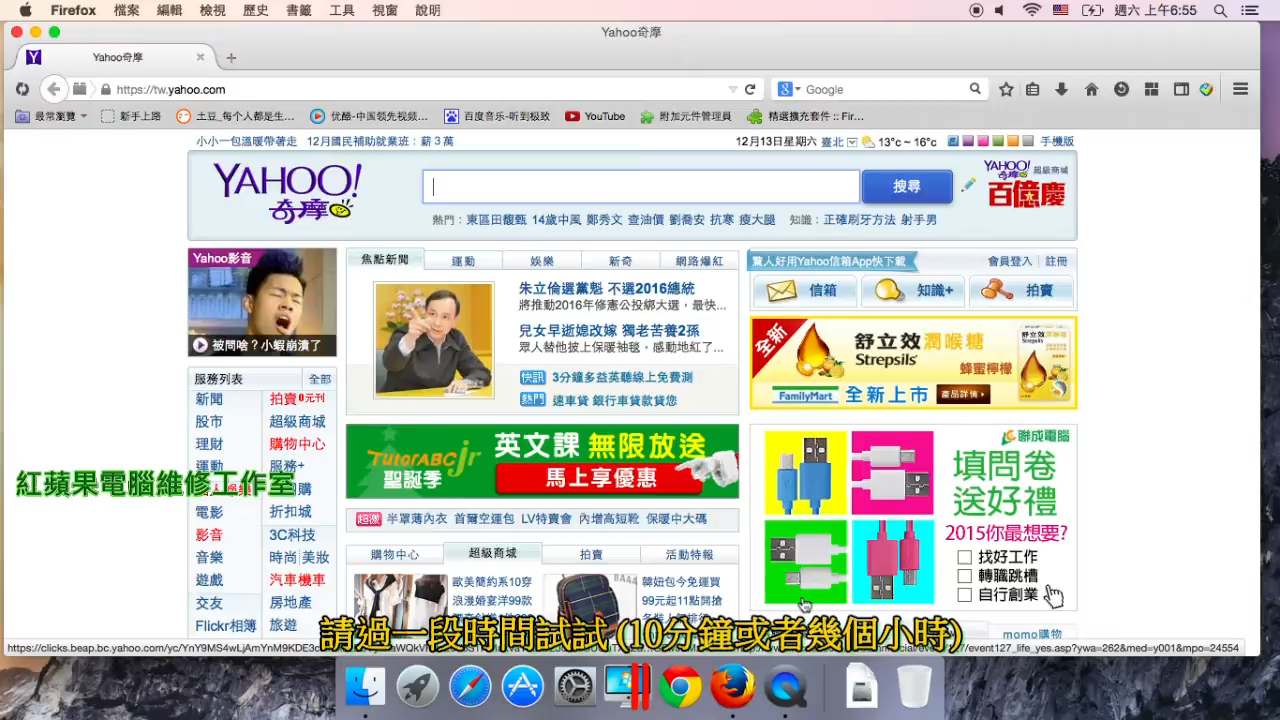 Firefox 檔案 編輯 檢視 歷史 書籤 工具 視窗 說明 週六 上午6:55
Yahoo奇摩
Yahoo奇摩
https://tw.yahoo.com
Google
最常瀏覽 新手上路 土豆_每个人都是生... 优酷-中国领先视频... 百度音乐-听到极致 YouTube 附加元件管理員 精選擴充套件 :: Fir...
小小一包溫暖帶著走 12月國民補助就業班：薪3萬 12月13日星期六 臺北 13°c ~ 16°c 手機版
YAHOO!
奇摩
搜尋
YAHOO!
奇摩
超級商城
百億慶
熱門： 東區田馥甄 14歲中風 鄭秀文 查油價 劉喬安 抗寒 瘦大腿 知識： 正確刷牙方法 射手男
Yahoo影音
被問啥？小蝦崩潰了
焦點新聞 運動 娛樂 新奇 網路爆紅
朱立倫選黨魁 不選2016總統
將推動2016年修憲公投綁大選，最快...
兒女早逝媳改嫁 獨老苦養2孫
眾人替他披上保暖袖毯，感動地紅了...
快訊 3分鐘多益英聽線上免費測
熱門 速車貸 銀行車貸款貸您
驚人好用Yahoo信箱App快下載 會員登入 註冊
信箱 知識+ 拍賣
全新
舒立效潤喉糖
Strepsils
蜂蜜檸檬
FamilyMart 全新上市 產品詳情
服務列表 全部
新聞 拍賣 0元刊
股市 超級商城
理財 購物中心
運動 服務+
購
電影 折扣城
影音 3C科技
音樂 時尚 美妝
遊戲 汽車機車
交友 房地產
Flickr相簿 旅遊
紅蘋果電腦維修工作室
TutorABCjr
聖誕季
英文課 無限放送
馬上享優惠
半罩薄內衣 首爾空運包 LV特賣會 內增高短靴 保暖中大碼
購物中心 超級商城 拍賣 活動特報
歐美簡約系10穿
浪漫婚宴洋99款
韓妞包今免運買
99元起11點開搶
聯成電腦
填問卷
送好禮
2015你最想要?
找好工作
轉職跳槽
自行創業
momo購物
請過一段時間試試(10分鐘或者幾個小時)